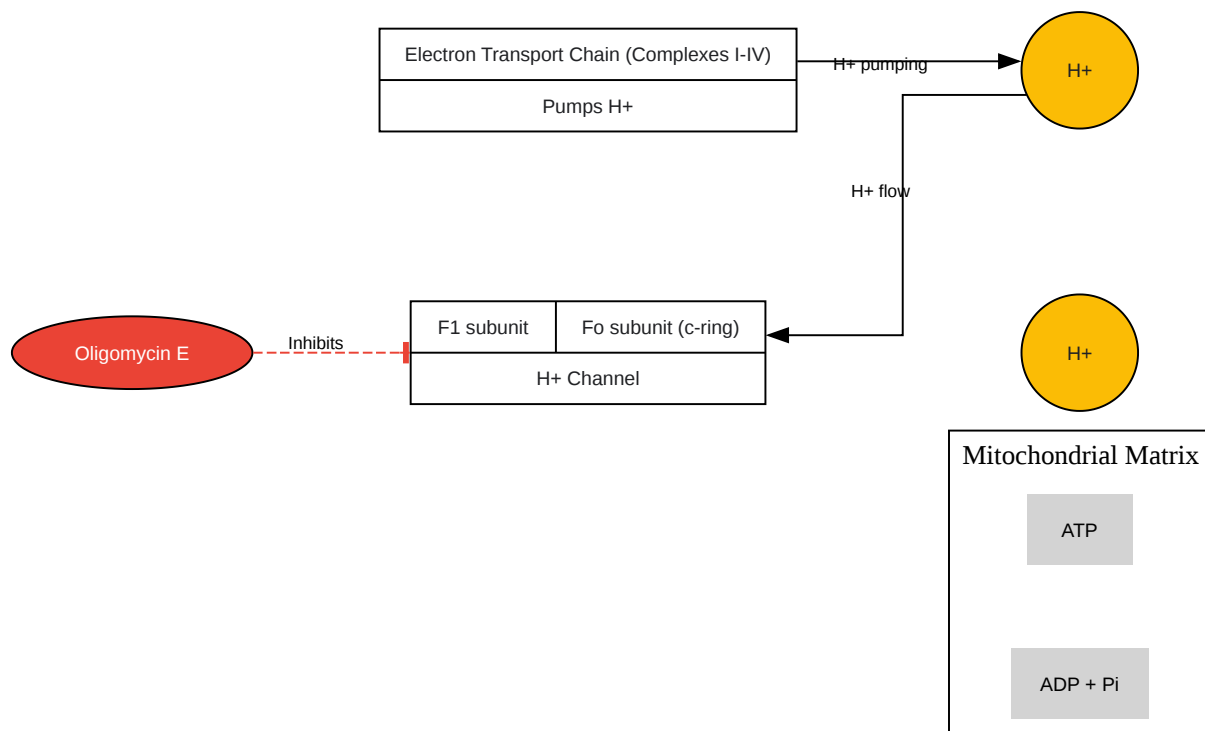 Electron Transport Chain (Complexes I-IV)
Pumps H+
H+ pumping
H+
H+ flow
Oligomycin E
Inhibits
F1 subunit
Fo subunit (c-ring)
H+ Channel
H+
Mitochondrial Matrix
ATP
ADP + Pi